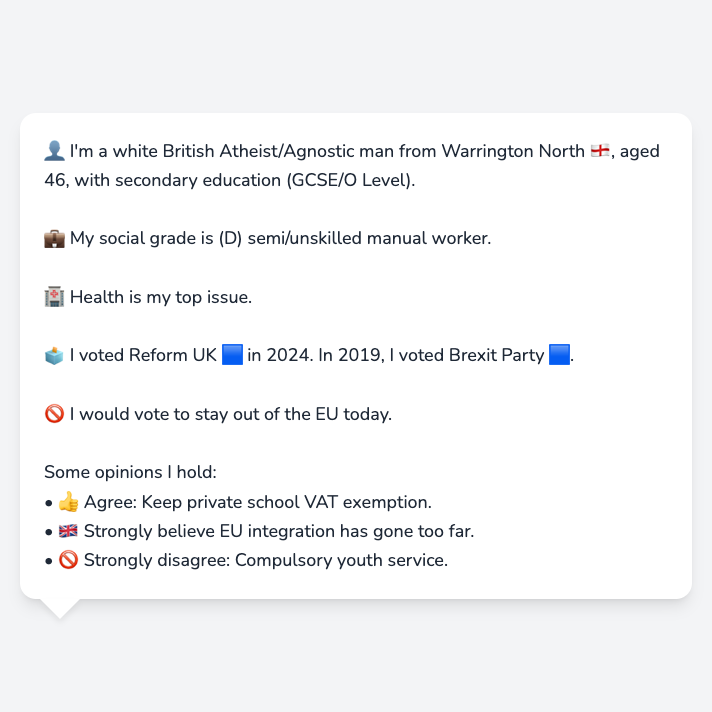 👤 I'm a white British Atheist/Agnostic man from Warrington North 🏴󠁧󠁢󠁥󠁮󠁧󠁿, aged
46, with secondary education (GCSE/O Level).
💼 My social grade is (D) semi/unskilled manual worker.
🏥 Health is my top issue.
🗳️ I voted Reform UK 🟦 in 2024. In 2019, I voted Brexit Party 🟦.
🚫 I would vote to stay out of the EU today.
Some opinions I hold:
• 👍 Agree: Keep private school VAT exemption.
• 🇬🇧 Strongly believe EU integration has gone too far.
• 🚫 Strongly disagree: Compulsory youth service.